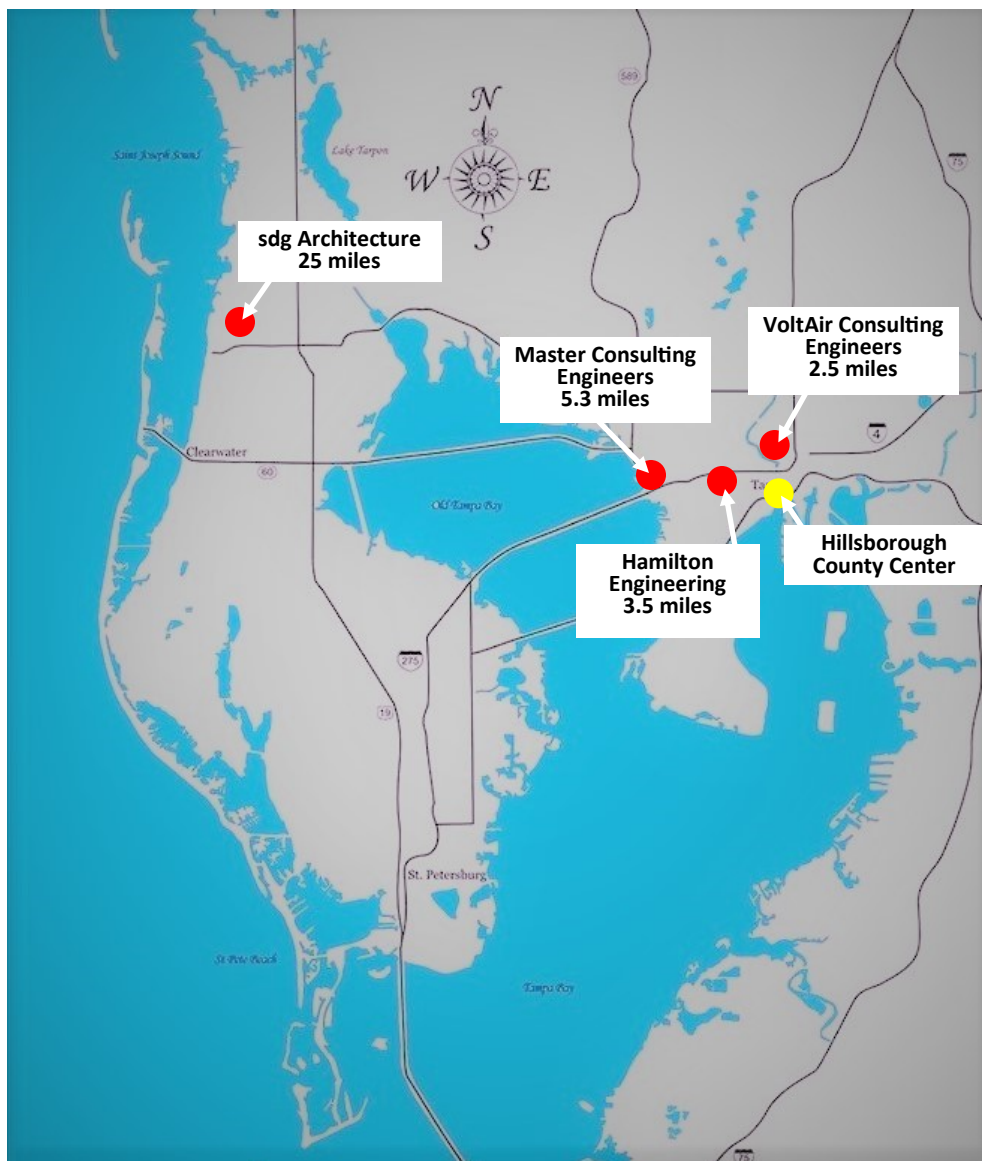 589
N
Saint Joseph Sound
Lake Tarpon
75
W
E
S
sdg Architecture
25 miles
VoltAir Consulting
Engineers
2.5 miles
Master Consulting
Engineers
5.3 miles
4
Clearwater
60
Old Tampa Bay
Ta
Hillsborough
County Center
Hamilton
Engineering
3.5 miles
275
19
St. Petersburg
St Pete Beach
Tampa Bay
75